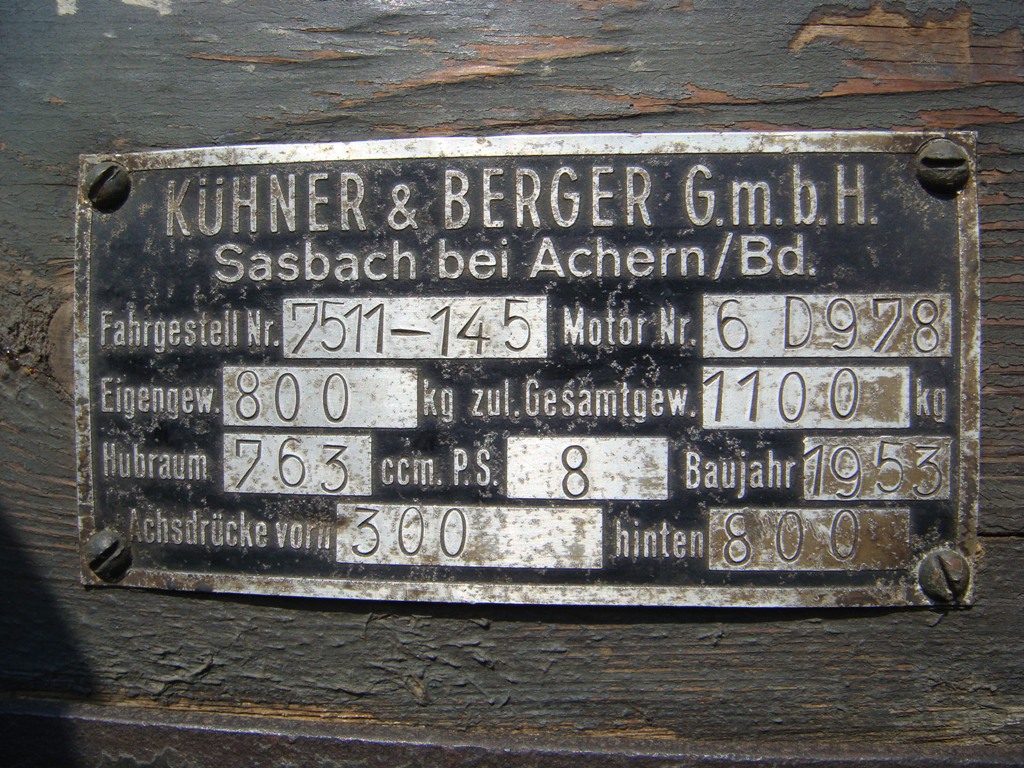 KÜHNER & BERGER G.m.b.H.
Sasbach bei Achern/Bd.
Fahrgestell Nr. 7511-145 Motor Nr. 6 D978
Eigengew. 800 kg zul. Gesamtgew. 1100 kg
Hubraum 763 ccm. P.S. 8 Baujahr 1953
Achsdrücke vorn 300 hinten 800